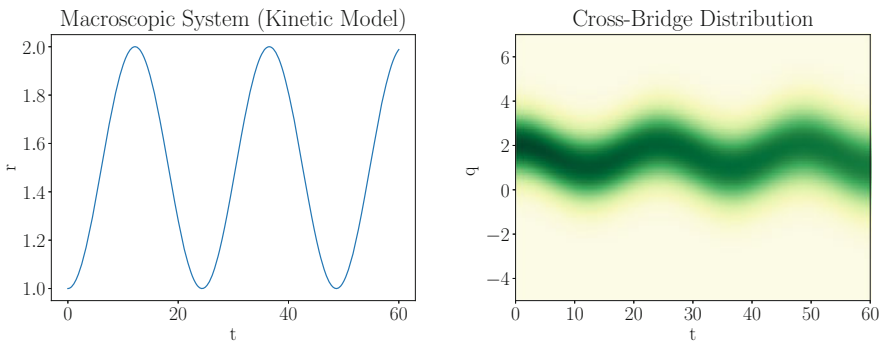 Macroscopic System (Kinetic Model)
2.0
1.8
1.6
1.4
1.2
1.0
r
0 20 40 60
t
Cross-Bridge Distribution
6
4
2
0
−2
−4
q
0 10 20 30 40 50 60
t